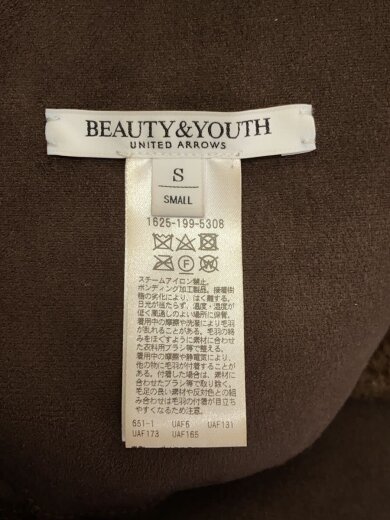 BEAUTY&YOUTH
UNITED ARROWS
S
SMALL
1625-199-5306
F
W
スチームアイロン禁止。
ボンディング加工製品。接着樹
脂の劣化により、はく離する。
日光が当たらず、温度・湿度が
低く風通しのよい場所に保管。
着用中の摩擦や洗濯により毛羽
が乱れることがある。毛羽の絡
みをほぐすように素材に合わせ
た衣料用ブラシ等で整える。
着用中の摩擦や静電気により、
他の物に毛羽が付着することが
ある。付着した場合は、素材に
合わせたブラシ等で取り除く。
毛足の長い素材や反対色との組
み合わせは毛羽の付着が目立ち
やすくなるため注意。
651-1 UAF6 UAF131
UAF173 UAF165